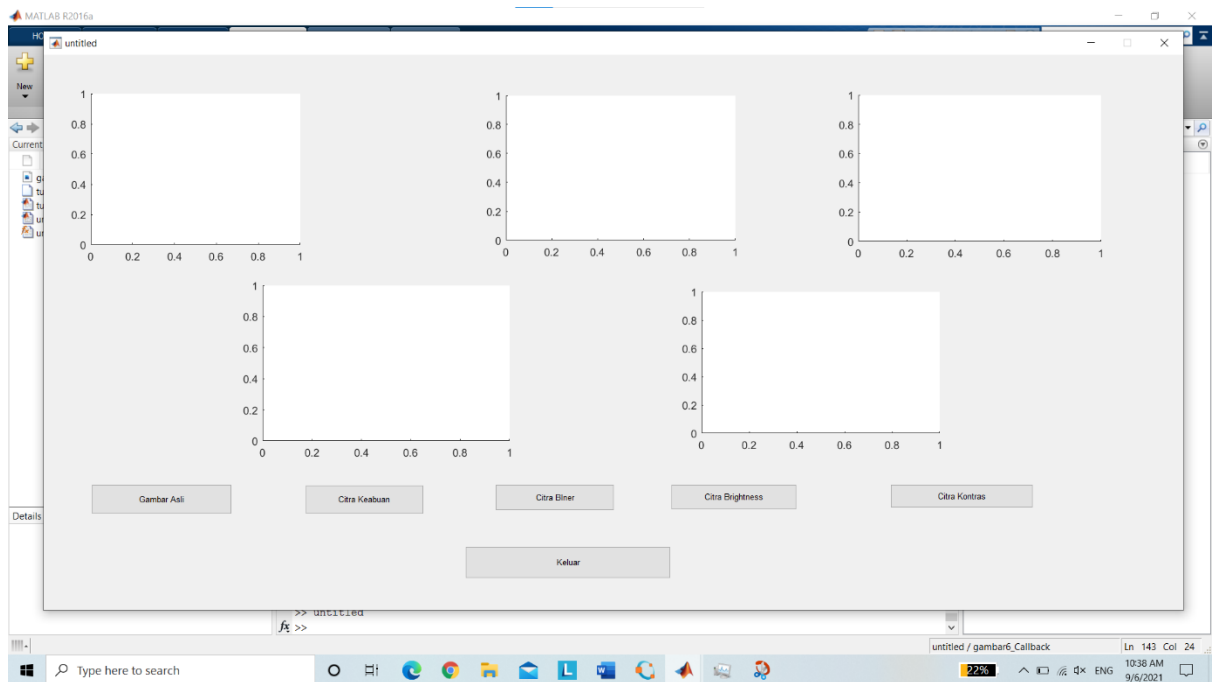 MATLAB R2016a
HO
untitled
New
Current
ga
tu
tu
un
un
1
0.8
0.6
0.4
0.2
0
0 0.2 0.4 0.6 0.8 1
1
0.8
0.6
0.4
0.2
0
0 0.2 0.4 0.6 0.8 1
1
0.8
0.6
0.4
0.2
0
0 0.2 0.4 0.6 0.8 1
1
0.8
0.6
0.4
0.2
0
0 0.2 0.4 0.6 0.8 1
1
0.8
0.6
0.4
0.2
0
0 0.2 0.4 0.6 0.8 1
Gambar Asli Citra Keabuan Citra BIner Citra Brightness Citra Kontras
Keluar
Details
>> untitled
fx >>
untitled / gambar6_Callback Ln 143 Col 24
Type here to search 22% ENG 10:38 AM
9/6/2021